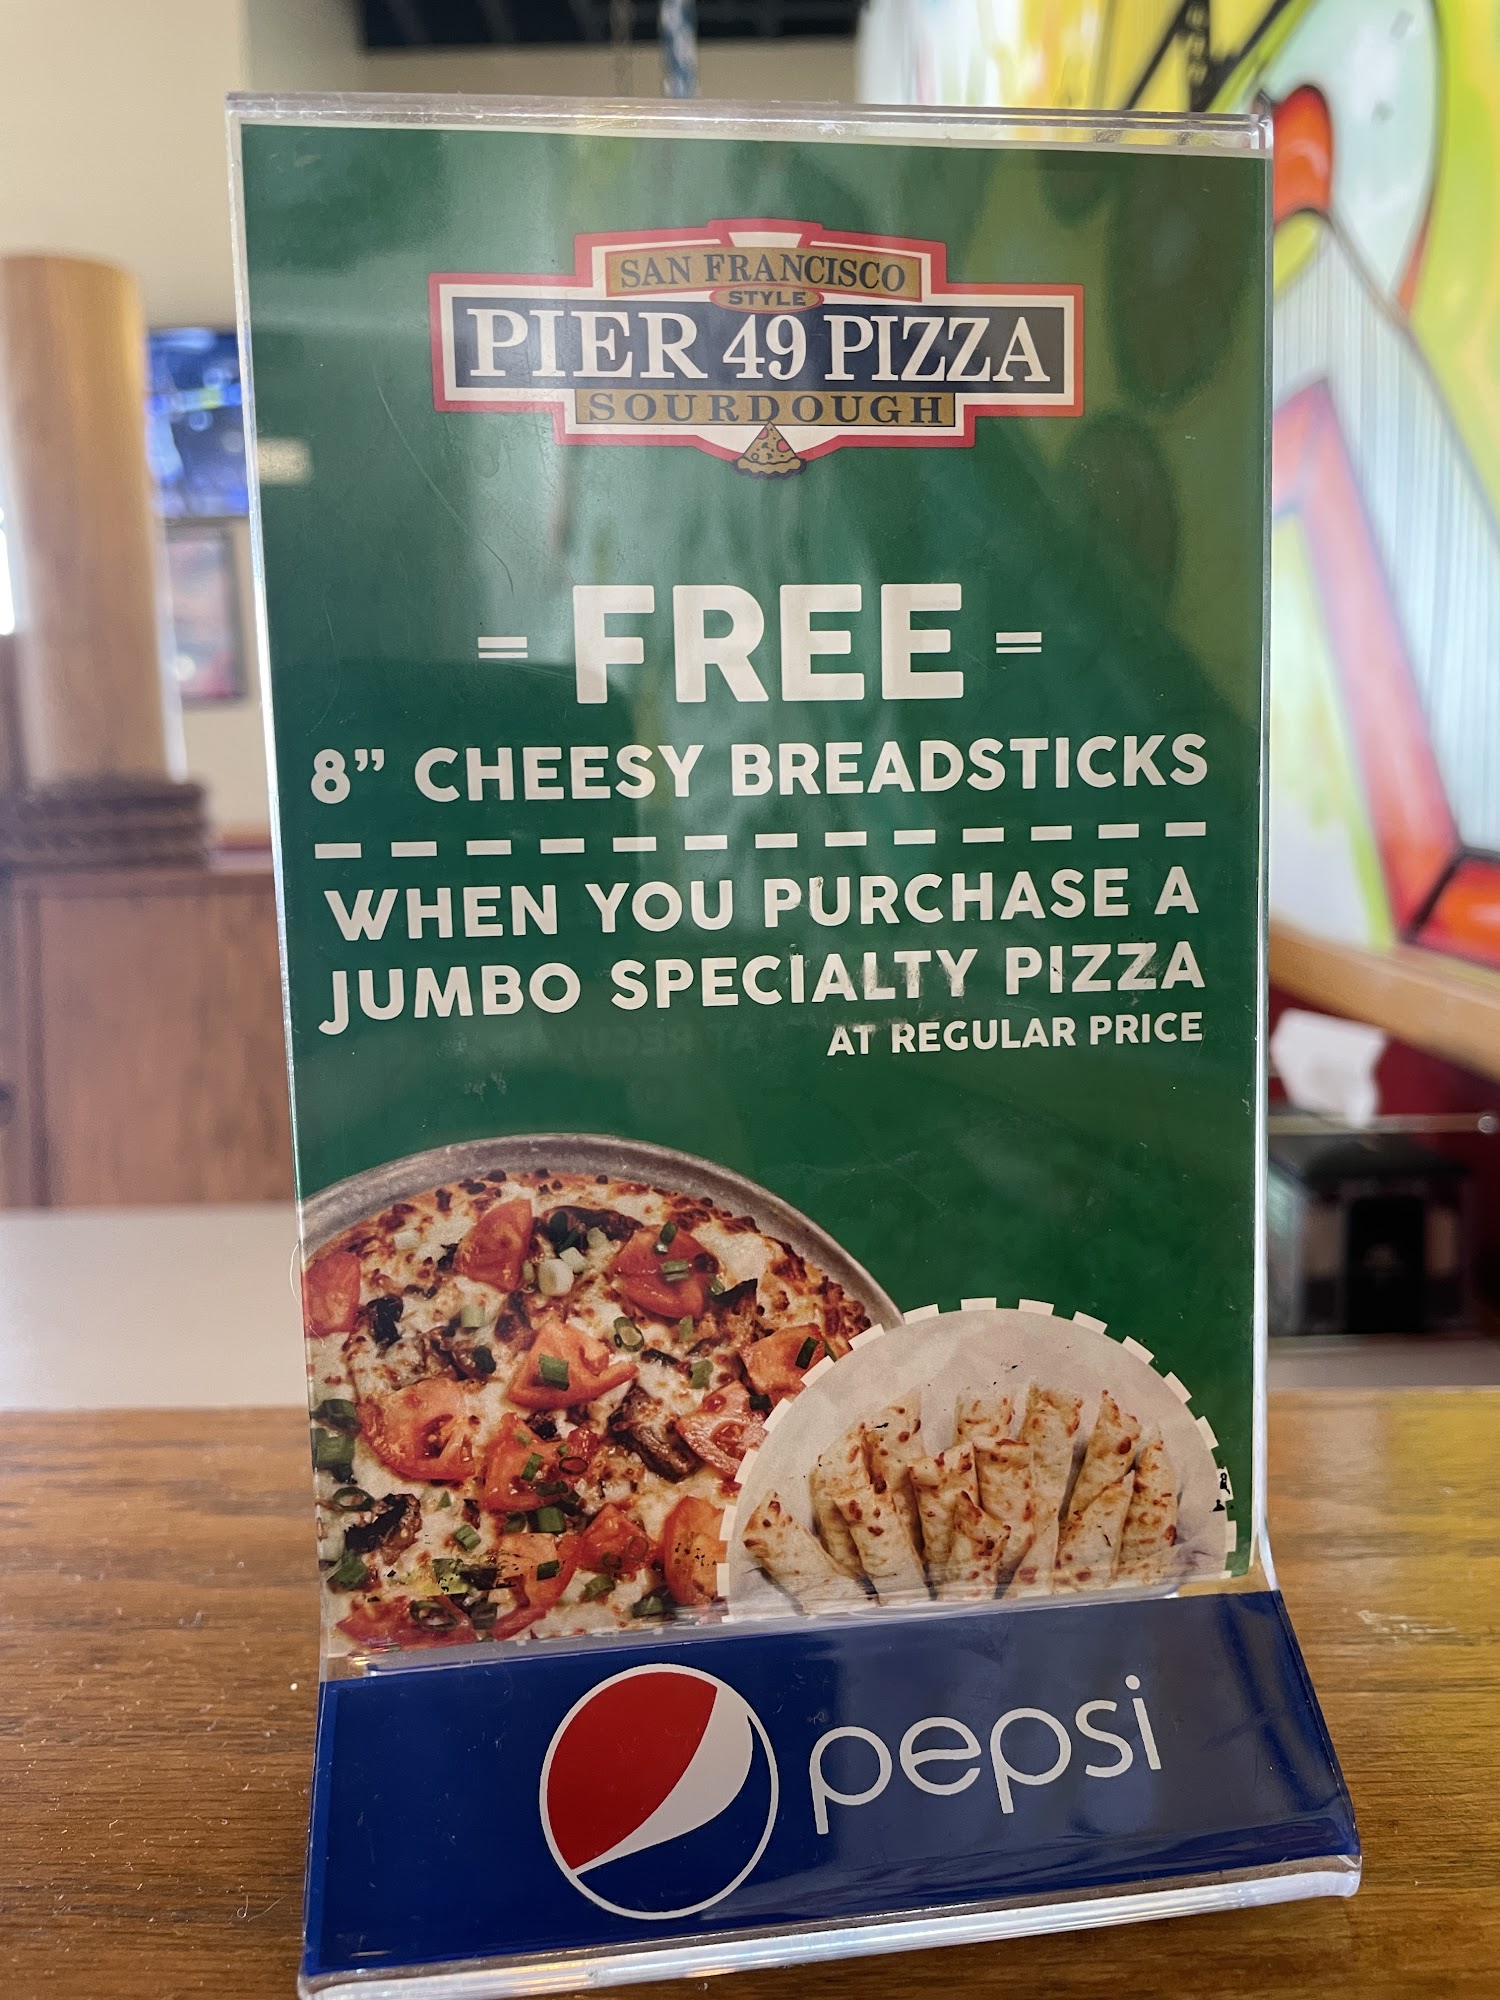 SAN FRANCISCO
STYLE
PIER 49 PIZZA
SOURDOUGH
= FREE =
8” CHEESY BREADSTICKS
WHEN YOU PURCHASE A
JUMBO SPECIALTY PIZZA
AT REGULAR PRICE
pepsi